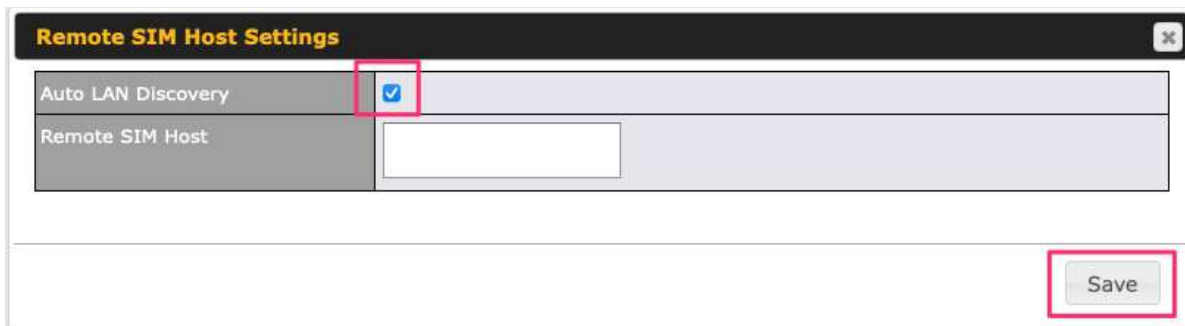 Remote SIM Host Settings
Auto LAN Discovery
Remote SIM Host
Save